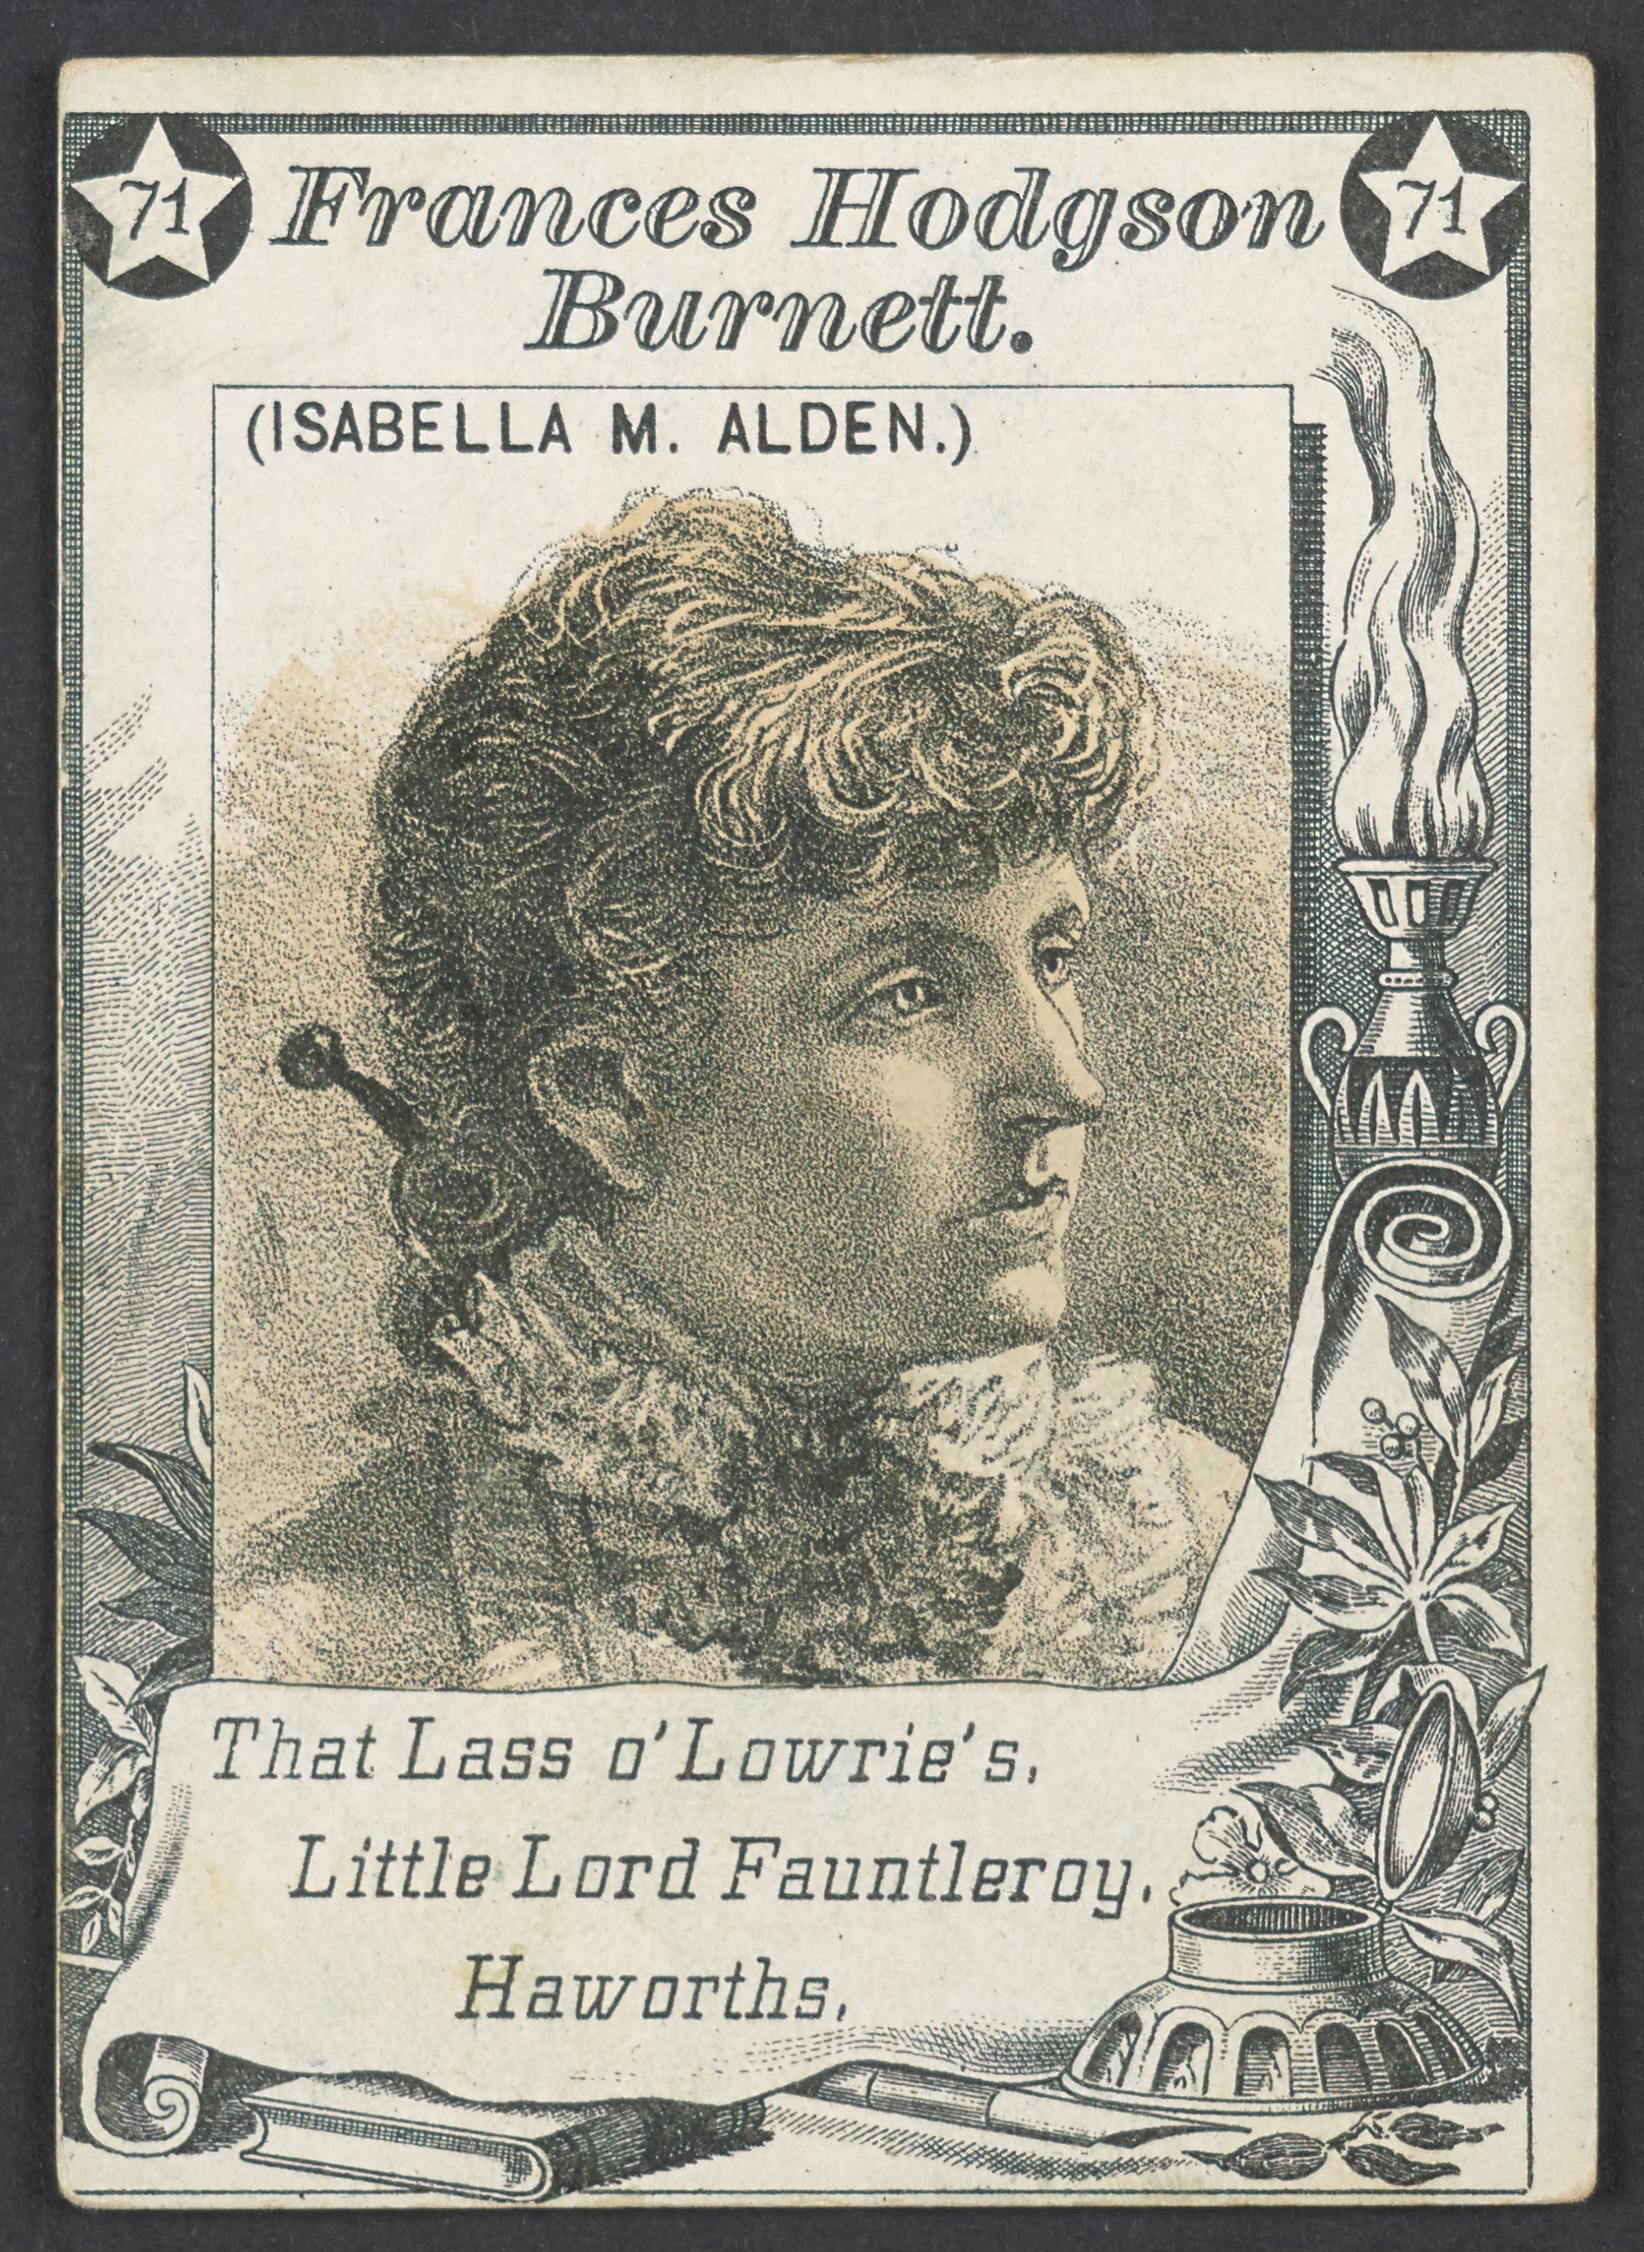 71 Frances Hodgson 71
Burnett.
(ISABELLA M. ALDEN.)
That Lass o' Lowrie's,
Little Lord Fauntleroy,
Haworths,